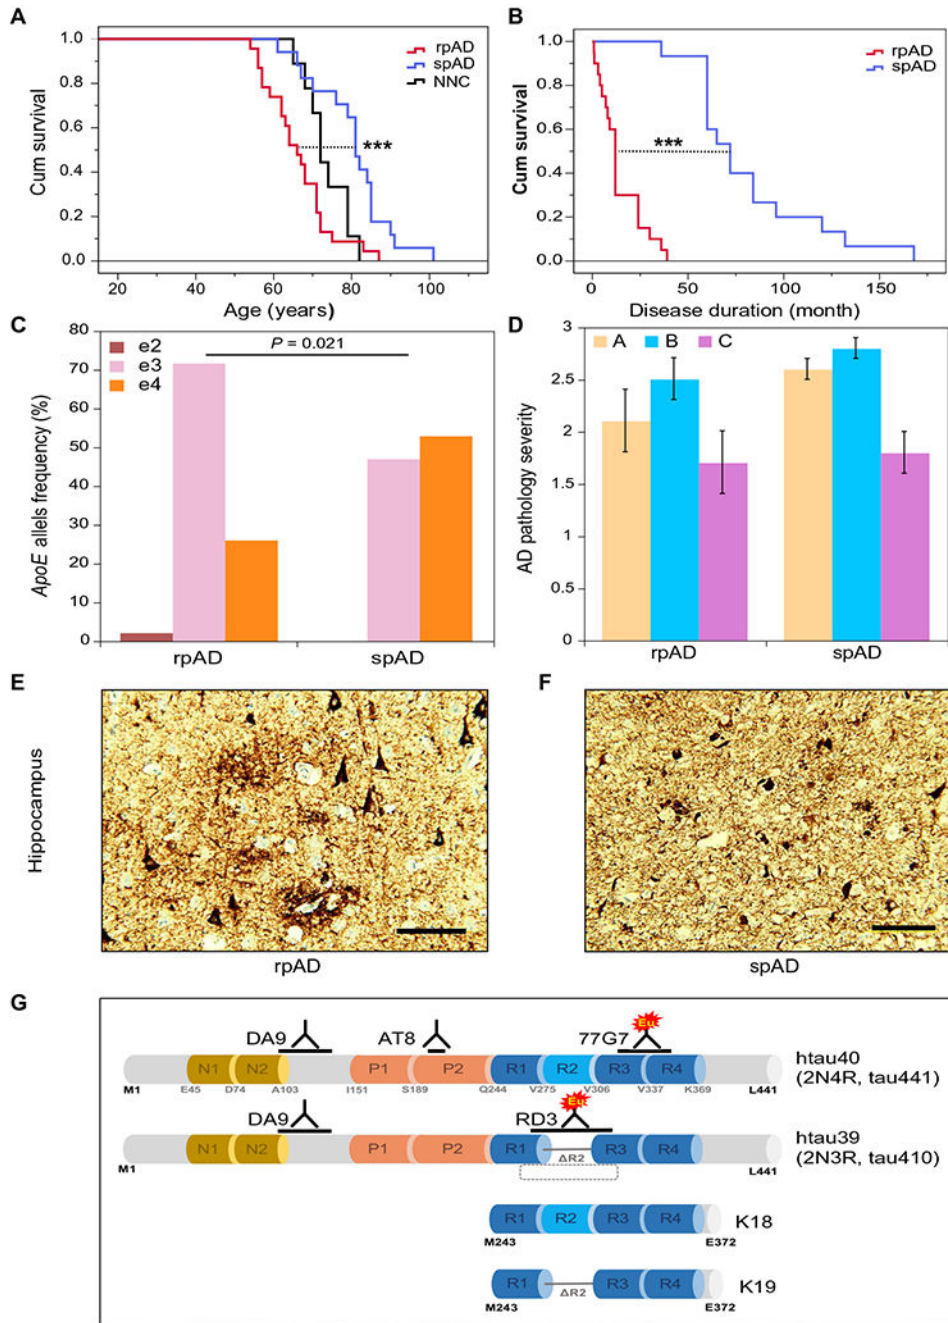 A
rpAD
spAD
NNC
***
Cum survival
1.0
0.8
0.6
0.4
0.2
0.0
20 40 60 80 100
Age (years)
B
rpAD
spAD
***
Cum survival
1.0
0.8
0.6
0.4
0.2
0.0
0 50 100 150
Disease duration (month)
C
e2
e3
e4
P = 0.021
ApoE allels frequency (%)
70
60
50
40
30
20
10
0
rpAD spAD
D
A B C
AD pathology severity
3
2.5
2
1.5
1
0.5
0
rpAD spAD
E
F
Hippocampus
rpAD
spAD
G
DA9 AT8 77G7 Eu
N1 N2 P1 P2 R1 R2 R3 R4
M1 E45 D74 A103 I151 S189 Q244 V275 V306 V337 K369 L441
htau40
(2N4R, tau441)
DA9 RD3 Eu
N1 N2 P1 P2 R1 ΔR2 R3 R4
M1 L441
htau39
(2N3R, tau410)
R1 R2 R3 R4 K18
M243 E372
R1 ΔR2 R3 R4 K19
M243 E372